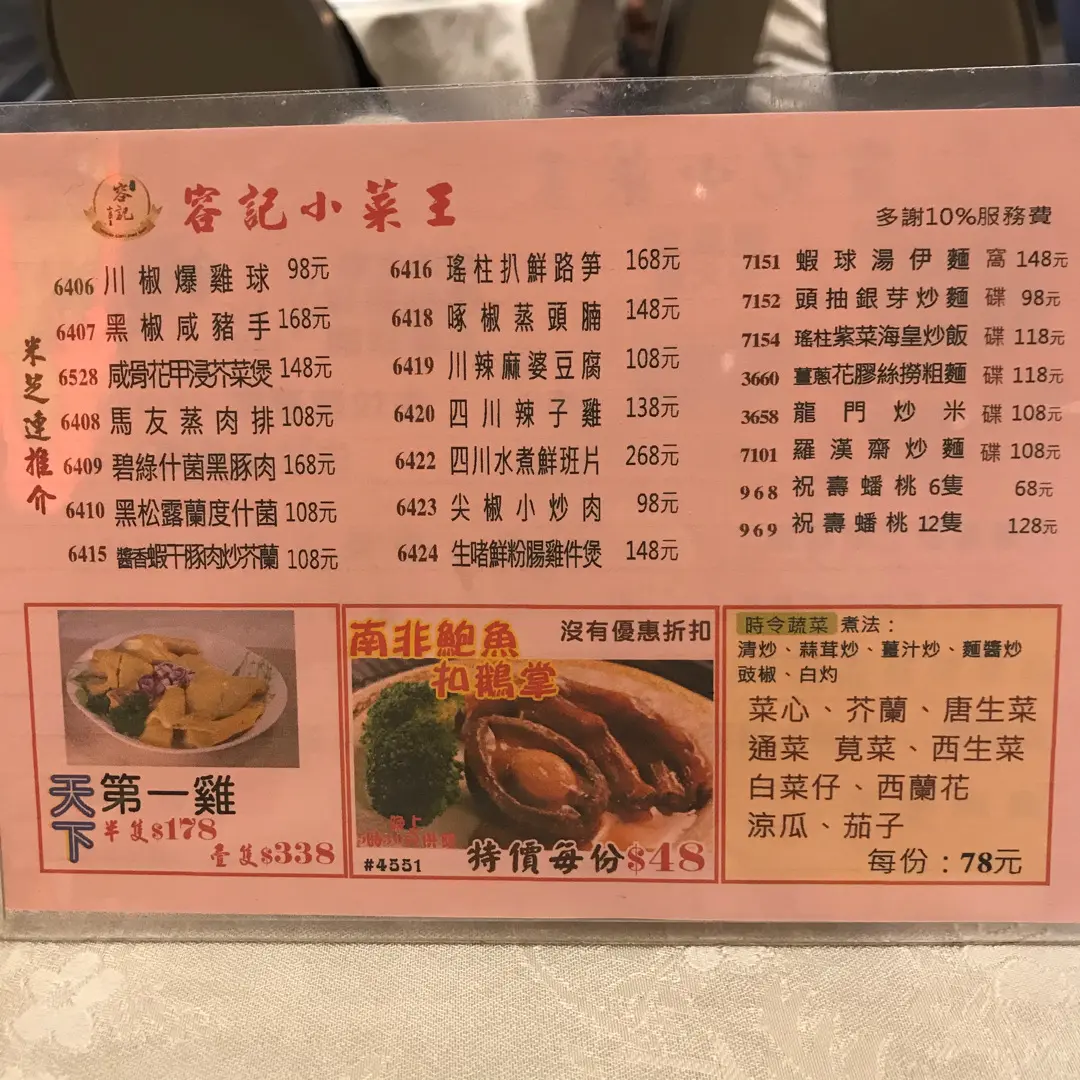 容記
容記小菜王
多謝10%服務費
米芝連推介
6406 川椒爆雞球 98元
6407 黑椒咸豬手 168元
6528 咸骨花甲浸芥菜煲 148元
6408 馬友蒸肉排 108元
6409 碧綠什菌黑豚肉 168元
6410 黑松露蘭度什菌 108元
6415 醬香蝦干豚肉炒芥蘭 108元
6416 瑤柱扒鮮路笋 168元
6418 啄椒蒸頭腩 148元
6419 川辣麻婆豆腐 108元
6420 四川辣子雞 138元
6422 四川水煮鮮班片 268元
6423 尖椒小炒肉 98元
6424 生啫鮮粉腸雞件煲 148元
7151 蝦球湯伊麵 窩 148元
7152 頭抽銀芽炒麵 碟 98元
7154 瑤柱紫菜海皇炒飯 碟 118元
3660 薑蔥花膠絲撈粗麵 碟 118元
3658 龍門炒米 碟 108元
7101 羅漢齋炒麵 碟 108元
968 祝壽蟠桃 6隻 68元
969 祝壽蟠桃 12隻 128元
天下第一雞
半隻$178
壹隻$338
南非鮑魚
扣鵝掌
沒有優惠折扣
晚上
#4551
特價每份$48
時令蔬菜 煮法：
清炒、蒜茸炒、薑汁炒、麵醬炒
豉椒、白灼
菜心、芥蘭、唐生菜
通菜 莧菜、西生菜
白菜仔、西蘭花
涼瓜、茄子
每份：78元